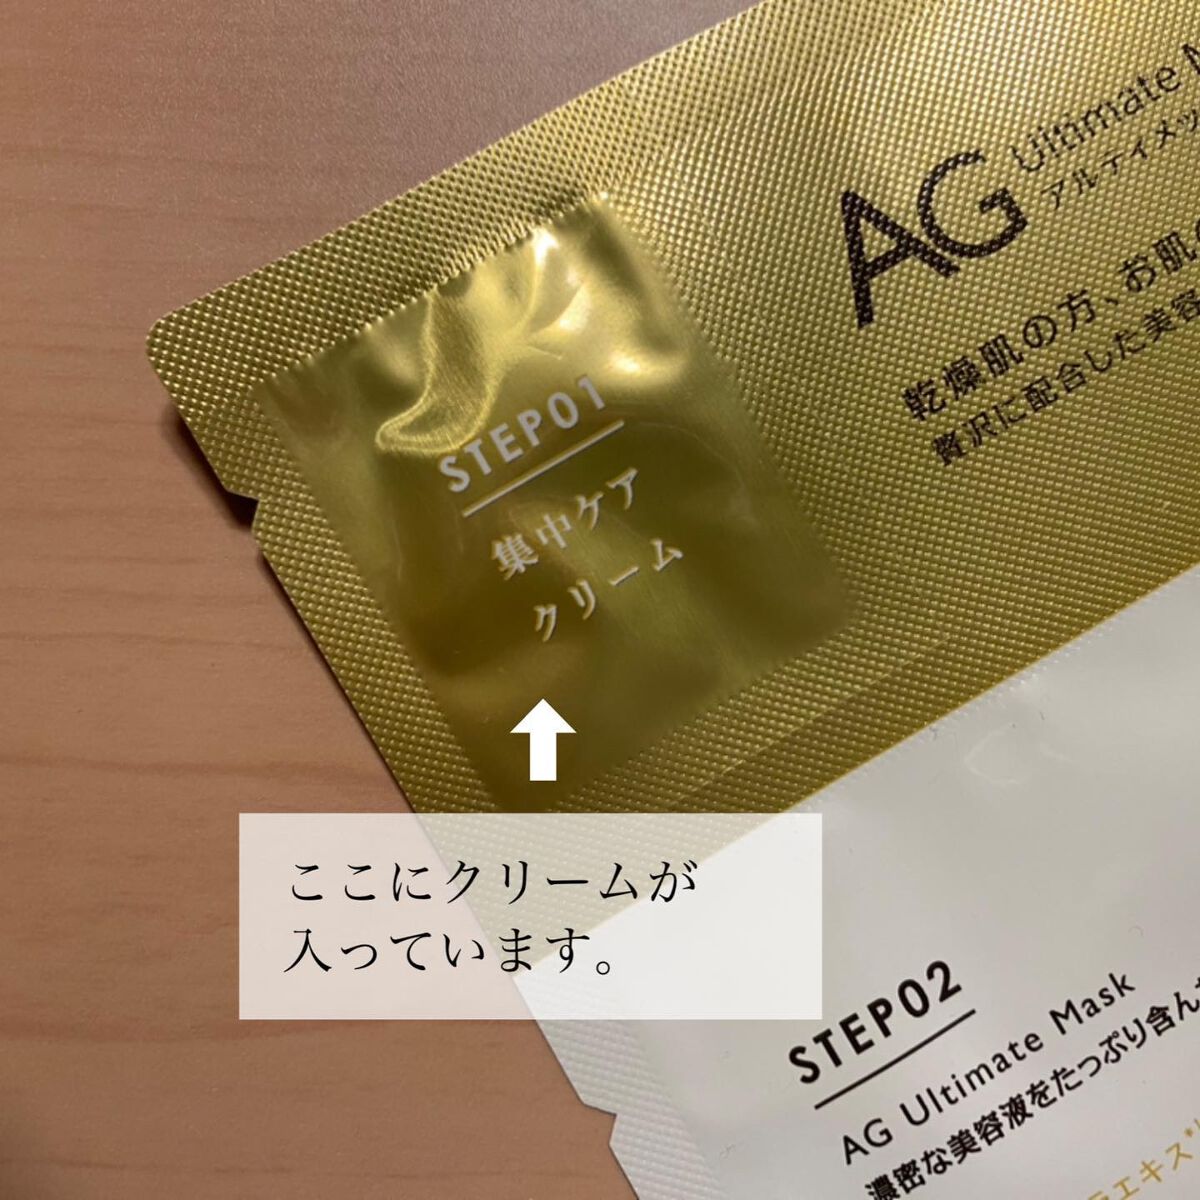 AG
アルティメッ
乾燥肌の方、お肌
贅沢に配合した美容
STEP01
集中ケア
クリーム
ここにクリームが
入っています。
STEP02
AG Ultimate Mask
濃密な美容液をたっぷり含ん
エキス